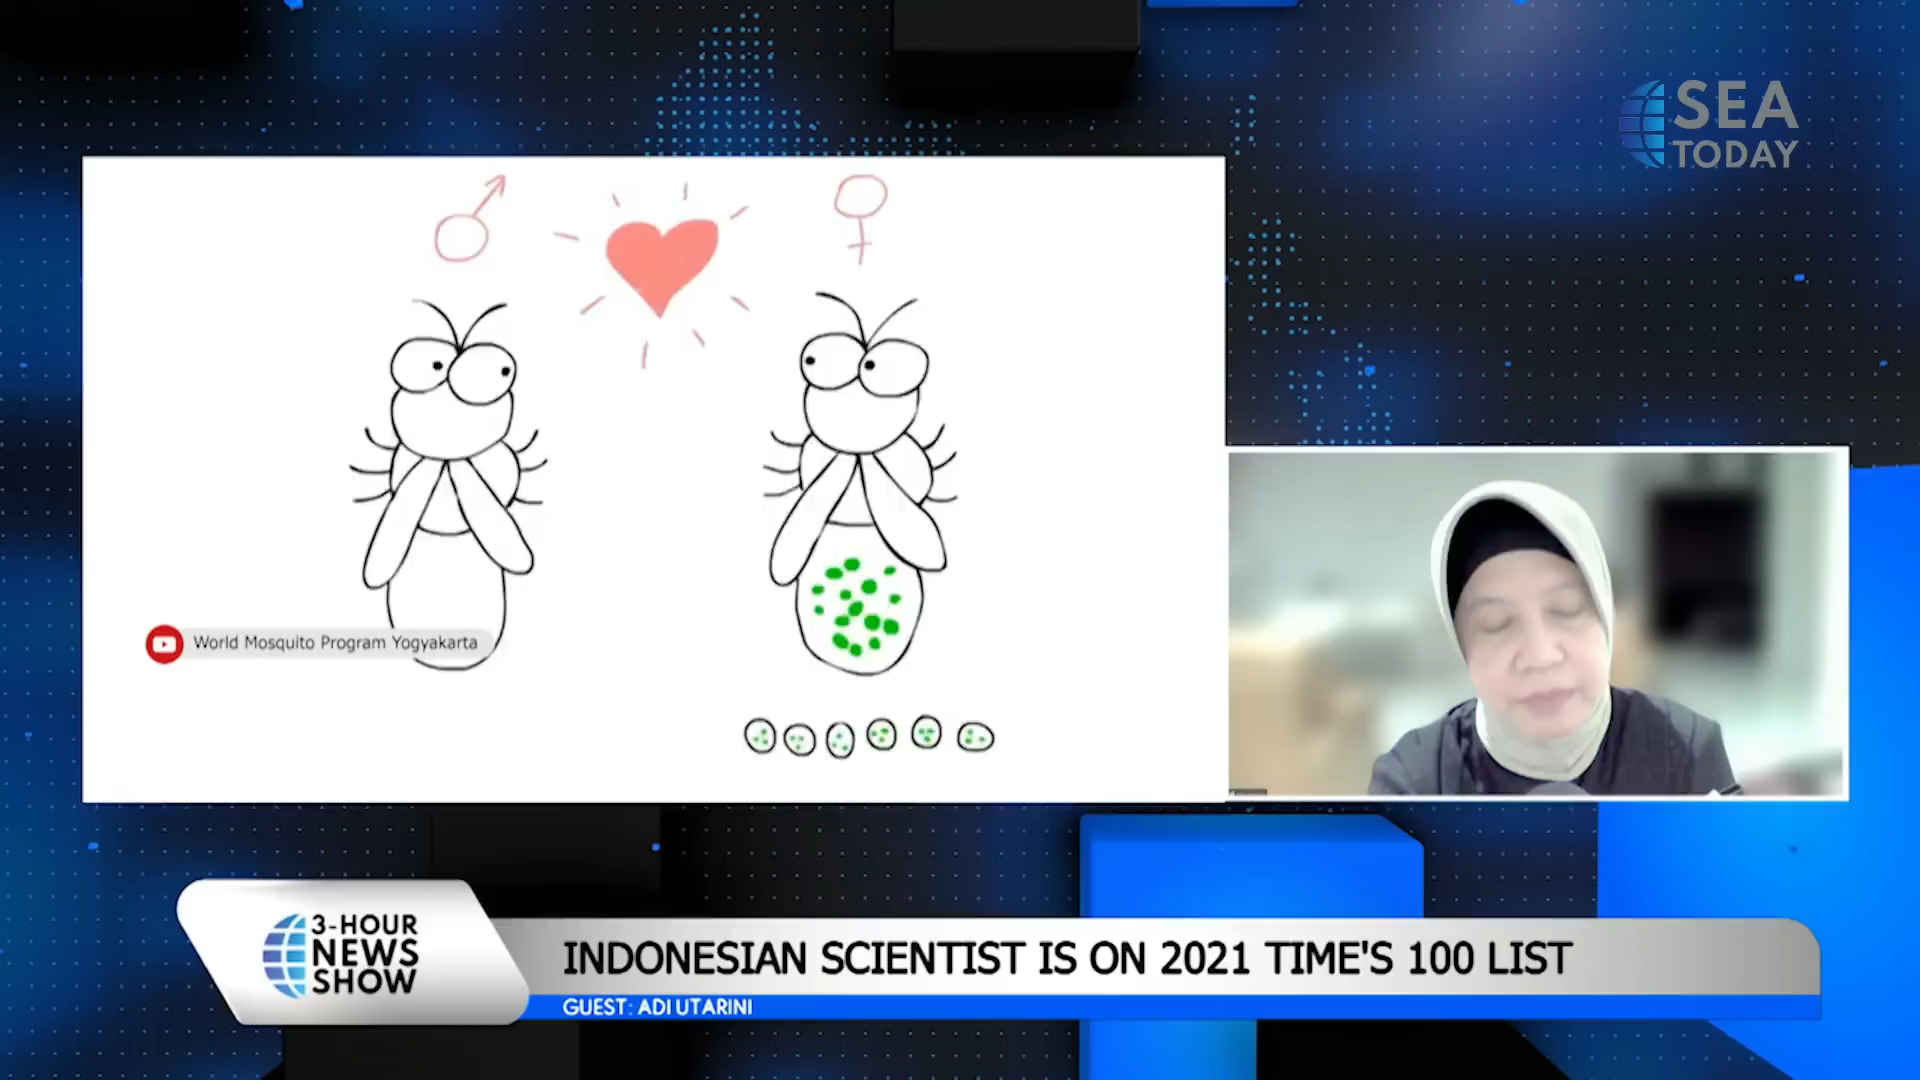 SEA
TODAY
World Mosquito Program Yogyakarta
3-HOUR
NEWS
SHOW
INDONESIAN SCIENTIST IS ON 2021 TIME'S 100 LIST
GUEST: ADI UTARINI